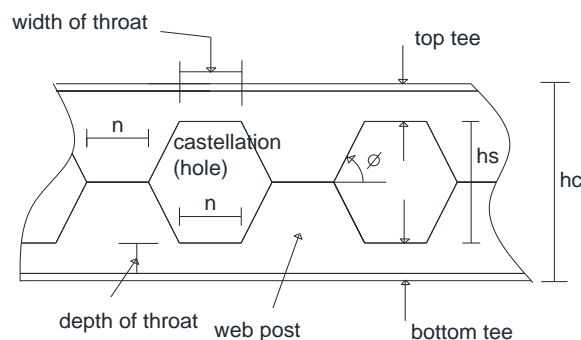 width of throat
top tee
n
castellation
(hole)
∅
hs
hc
n
depth of throat
web post
bottom tee